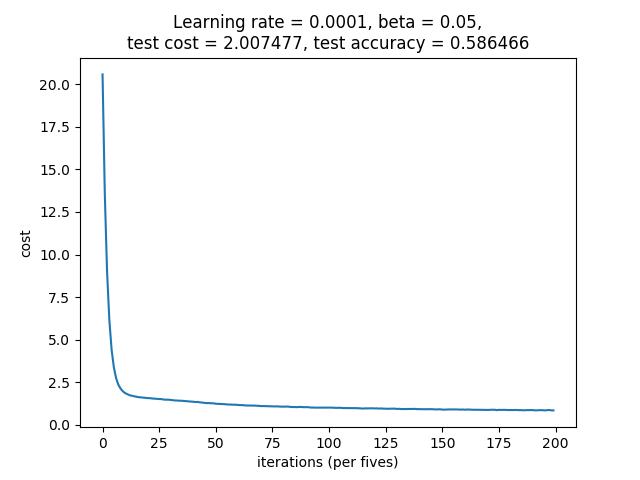 Learning rate = 0.0001, beta = 0.05,
test cost = 2.007477, test accuracy = 0.586466
20.0
17.5
15.0
12.5
10.0
7.5
5.0
2.5
0.0
cost
0 25 50 75 100 125 150 175 200
iterations (per fives)